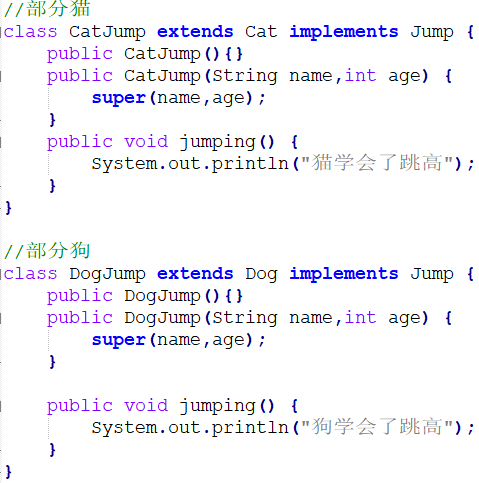 //部分猫
class CatJump extends Cat implements Jump {
    public CatJump(){}
    public CatJump(String name,int age) {
        super(name,age);
    }
    public void jumping() {
        System.out.println("猫学会了跳高");
    }
}

//部分狗
class DogJump extends Dog implements Jump {
    public DogJump(){}
    public DogJump(String name,int age) {
        super(name,age);
    }

    public void jumping() {
        System.out.println("狗学会了跳高");
    }
}